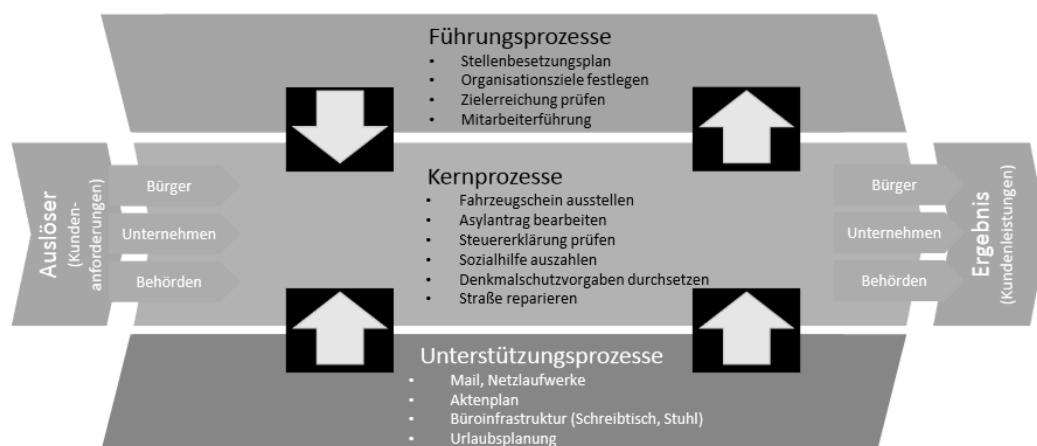 Führungsprozesse
• Stellenbesetzungsplan
• Organisationsziele festlegen
• Zielerreichung prüfen
• Mitarbeiterführung
Auslöser
(Kunden-
anforderungen)
Bürger
Unternehmen
Behörden
Kernprozesse
• Fahrzeugschein ausstellen
• Asylantrag bearbeiten
• Steuererklärung prüfen
• Sozialhilfe auszahlen
• Denkmalschutzvorgaben durchsetzen
• Straße reparieren
Bürger
Unternehmen
Behörden
Ergebnis
(Kundenleistungen)
Unterstützungsprozesse
• Mail, Netzlaufwerke
• Aktenplan
• Büroinfrastruktur (Schreibtisch, Stuhl)
• Urlaubsplanung